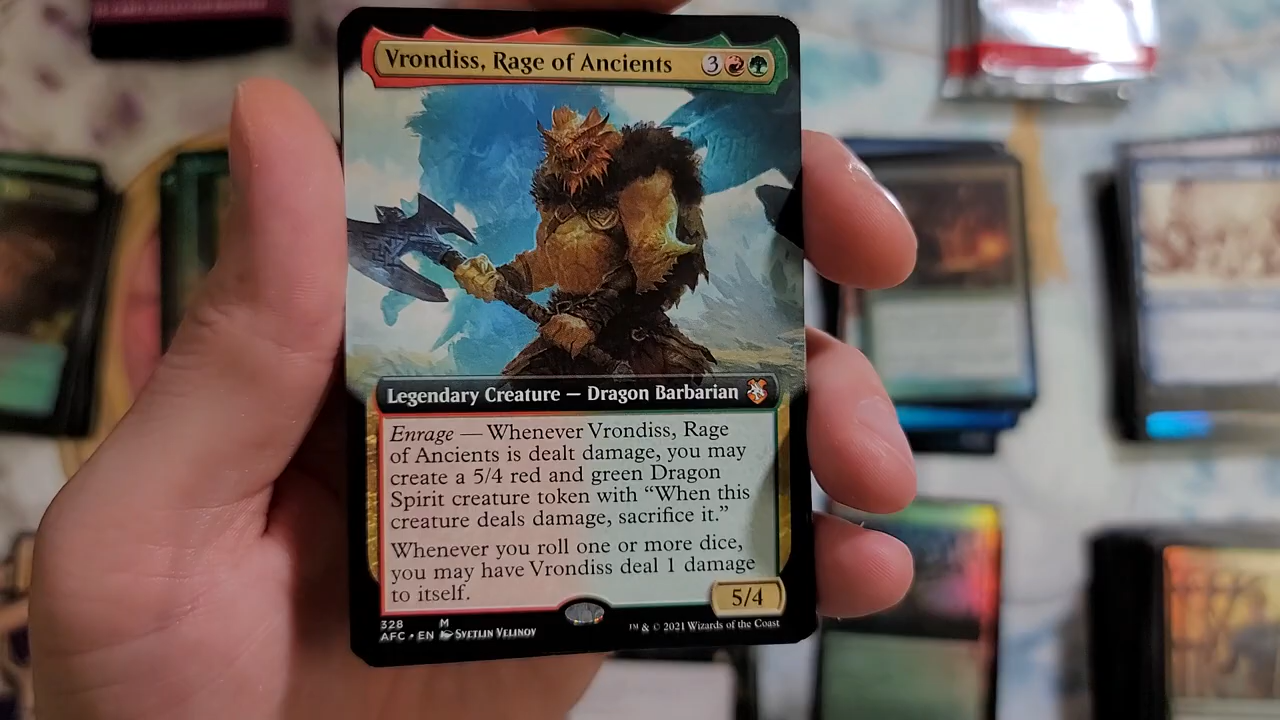 Vrondiss, Rage of Ancients 3
Legendary Creature — Dragon Barbarian
Enrage — Whenever Vrondiss, Rage
of Ancients is dealt damage, you may
create a 5/4 red and green Dragon
Spirit creature token with “When this
creature deals damage, sacrifice it.”
Whenever you roll one or more dice,
you may have Vrondiss deal 1 damage
to itself.
5/4
328 M
AFC • EN Svetlin Velinov
™ & © 2021 Wizards of the Coast